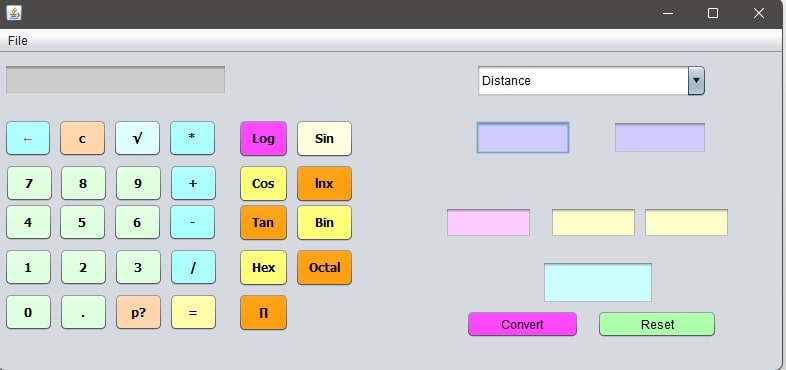 File
Distance
← c √ * Log Sin
7 8 9 + Cos lnx
4 5 6 - Tan Bin
1 2 3 / Hex Octal
0 . p? = ∏
Convert Reset